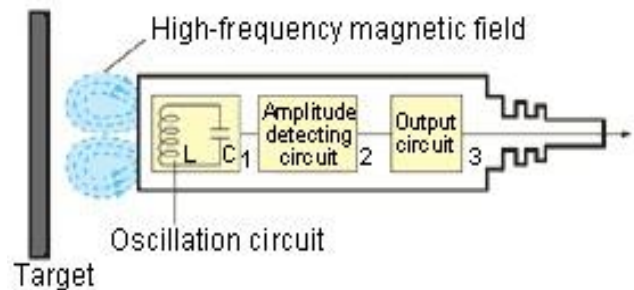 High-frequency magnetic field
Amplitude
detecting
circuit
Output
circuit
L
C
1
2
3
Oscillation circuit
Target